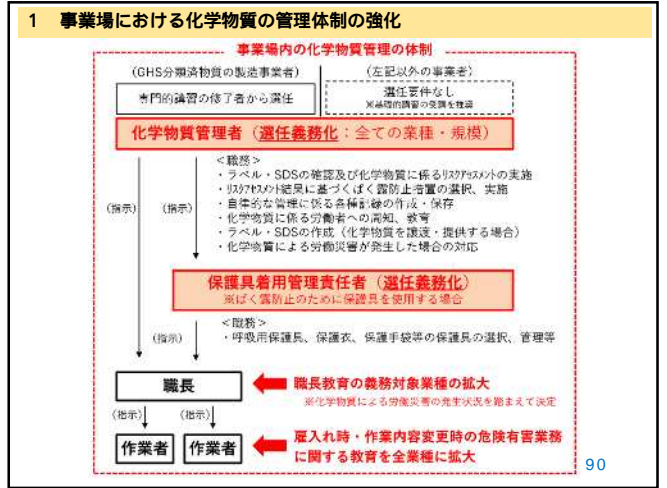 1 事業場における化学物質の管理体制の強化
事業場内の化学物質管理の体制
(GHS分類済物質の製造事業者)
(左記以外の事業者)
専門的講習の修了者から選任
選任要件なし
※基礎的講習の受講を推奨
化学物質管理者(選任義務化:全ての業種・規模)
<職務>
・ラベル・SDSの確認及び化学物質に係るリスクアセスメントの実施
・リスクアセスメント結果に基づくばく露防止措置の選択、実施
・自律的な管理に係る各種記録の作成・保存
・化学物質に係る労働者への周知、教育
・ラベル・SDSの作成(化学物質を譲渡・提供する場合)
・化学物質による労働災害が発生した場合の対応
(指示)
(指示)
保護具着用管理責任者(選任義務化)
※ばく露防止のために保護具を使用する場合
<職務>
・呼吸用保護具、保護衣、保護手袋等の保護具の選択、管理等
(指示)
職長
職長教育の義務対象業種の拡大
※化学物質による労働災害の発生状況を踏まえて決定
(指示)
(指示)
作業者
作業者
雇入れ時・作業内容変更時の危険有害業務
に関する教育を全業種に拡大
90